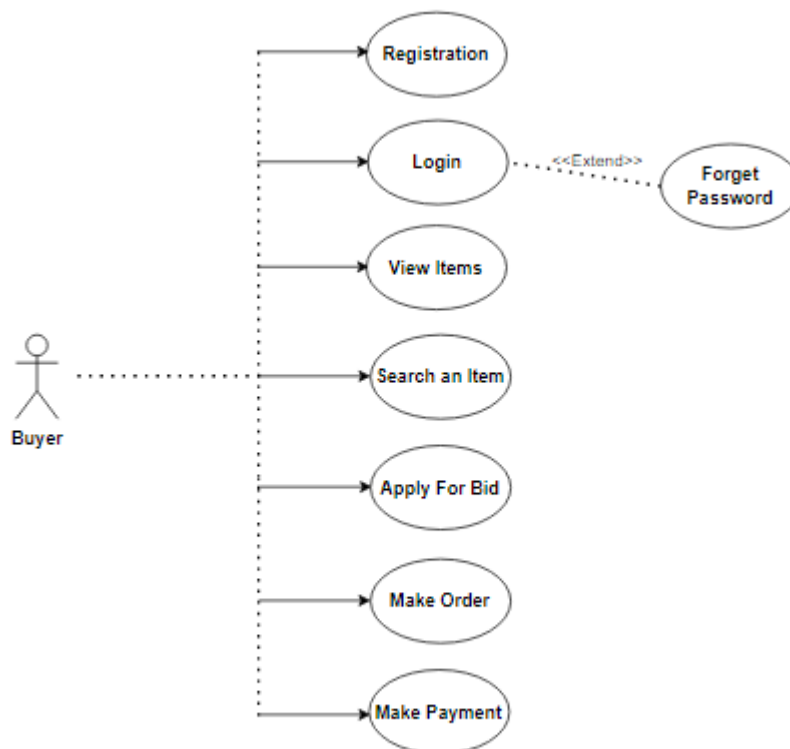 Registration
Login
<<Extend>>
Forget
Password
View Items
Search an Item
Buyer
Apply For Bid
Make Order
Make Payment